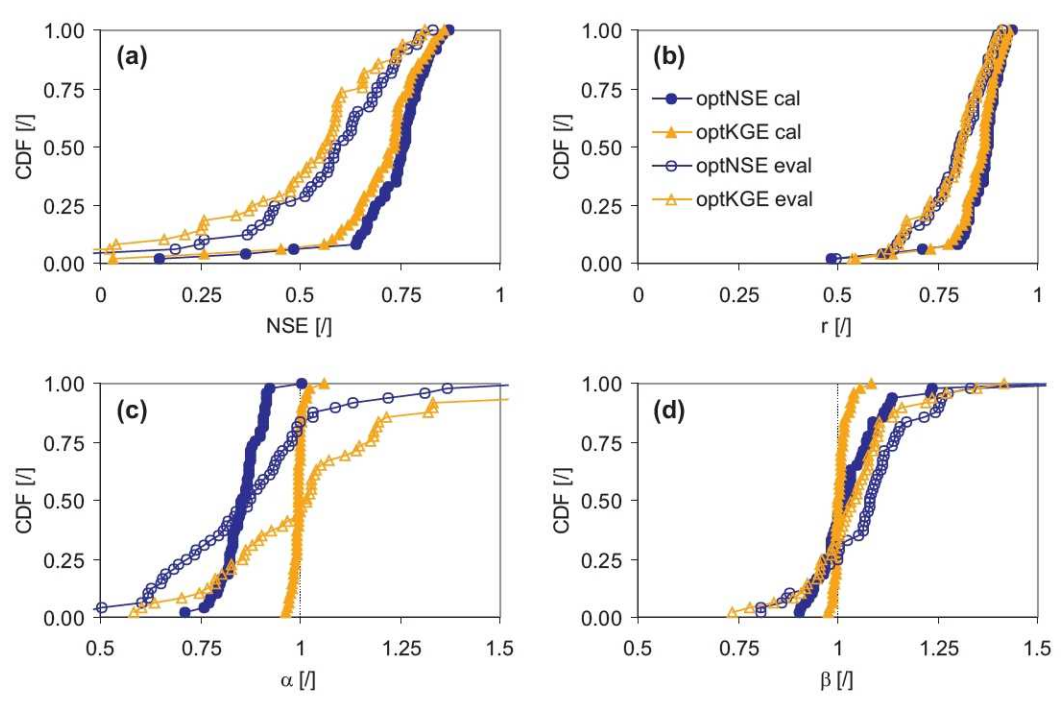 (a)
CDF [/]
1.00
0.75
0.50
0.25
0.00
0
0.25
0.5
0.75
1
NSE [/]
(b)
optNSE cal
optKGE cal
optNSE eval
optKGE eval
CDF [/]
1.00
0.75
0.50
0.25
0.00
0
0.25
0.5
0.75
1
r [/]
(c)
CDF [/]
1.00
0.75
0.50
0.25
0.00
0.5
0.75
1
1.25
1.5
α [/]
(d)
CDF [/]
1.00
0.75
0.50
0.25
0.00
0.5
0.75
1
1.25
1.5
β [/]